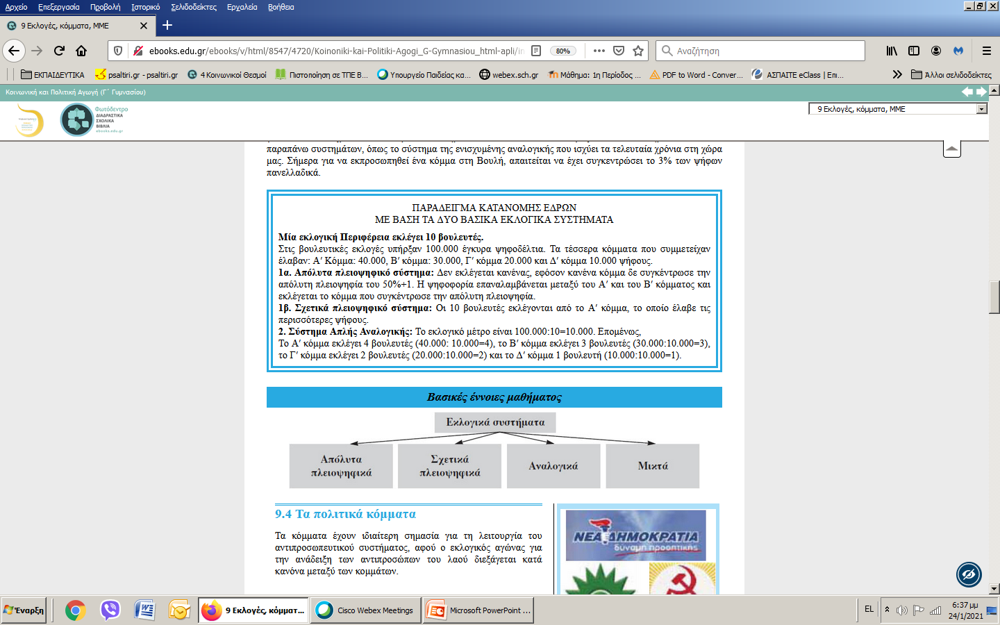 Αρχείο Επεξεργασία Προβολή Ιστορικό Σελιδοδείκτες Εργαλεία Βοήθεια
9 Εκλογές, κόμματα, ΜΜΕ
ebooks.edu.gr/ebooks/v/html/8547/4720/Koinoniki-kai-Politiki-Agogi_G-Gymnasiou_html-apli/in
80%
Αναζήτηση
ΕΚΠΑΙΔΕΥΤΙΚΑ psaltiri.gr - psaltiri.gr 4 Κοινωνικοί Θεσμοί Πιστοποίηση σε ΤΠΕ Β... Υπουργείο Παιδείας κα... webex.sch.gr Μάθημα: 1η Περίοδος ... PDF to Word - Conver... ΑΣΠΑΙΤΕ eClass | Επι... Άλλοι σελιδοδείκτες
Κοινωνική και Πολιτική Αγωγή (Γ΄ Γυμνασίου)
9 Εκλογές, κόμματα, ΜΜΕ
Φωτόδεντρο
ΔΙΑΔΡΑΣΤΙΚΑ
ΣΧΟΛΙΚΑ
ΒΙΒΛΙΑ
ebooks.edu.gr
παραπάνω συστημάτων, όπως το σύστημα της ενισχυμένης αναλογικής που ισχύει τα τελευταία χρόνια στη χώρα
μας. Σήμερα για να εκπροσωπηθεί ένα κόμμα στη Βουλή, απαιτείται να έχει συγκεντρώσει το 3% των ψήφων
πανελλαδικά.
ΠΑΡΑΔΕΙΓΜΑ ΚΑΤΑΝΟΜΗΣ ΕΔΡΩΝ
ΜΕ ΒΑΣΗ ΤΑ ΔΥΟ ΒΑΣΙΚΑ ΕΚΛΟΓΙΚΑ ΣΥΣΤΗΜΑΤΑ
Μία εκλογική Περιφέρεια εκλέγει 10 βουλευτές.
Στις βουλευτικές εκλογές υπήρξαν 100.000 έγκυρα ψηφοδέλτια. Τα τέσσερα κόμματα που συμμετείχαν
έλαβαν: Α′ Κόμμα: 40.000, Β′ κόμμα: 30.000, Γ′ κόμμα 20.000 και Δ′ κόμμα 10.000 ψήφους.
1α. Απόλυτα πλειοψηφικό σύστημα: Δεν εκλέγεται κανένας, εφόσον κανένα κόμμα δε συγκέντρωσε την
απόλυτη πλειοψηφία του 50%+1. Η ψηφοφορία επαναλαμβάνεται μεταξύ του Α′ και του Β′ κόμματος και
εκλέγεται το κόμμα που συγκέντρωσε την απόλυτη πλειοψηφία.
1β. Σχετικά πλειοψηφικό σύστημα: Οι 10 βουλευτές εκλέγονται από το Α′ κόμμα, το οποίο έλαβε τις
περισσότερες ψήφους.
2. Σύστημα Απλής Αναλογικής: Το εκλογικό μέτρο είναι 100.000:10=10.000. Επομένως,
Το Α′ κόμμα εκλέγει 4 βουλευτές (40.000: 10.000=4), το Β′ κόμμα εκλέγει 3 βουλευτές (30.000:10.000=3),
το Γ′ κόμμα εκλέγει 2 βουλευτές (20.000:10.000=2) και το Δ′ κόμμα 1 βουλευτή (10.000:10.000=1).
Βασικές έννοιες μαθήματος
Εκλογικά συστήματα
Απόλυτα πλειοψηφικά
Σχετικά πλειοψηφικά
Αναλογικά
Μικτά
9.4 Τα πολιτικά κόμματα
Τα κόμματα έχουν ιδιαίτερη σημασία για τη λειτουργία του
αντιπροσωπευτικού συστήματος, αφού ο εκλογικός αγώνας για
την ανάδειξη των αντιπροσώπων του λαού διεξάγεται κατά
κανόνα μεταξύ των κομμάτων.
ΝΕΑ ΔΗΜΟΚΡΑΤΙΑ
δύναμη προοπτικής
Έναρξη 9 Εκλογές, κόμματ... Cisco Webex Meetings Microsoft PowerPoint ... EL 6:37 μμ
24/1/2021